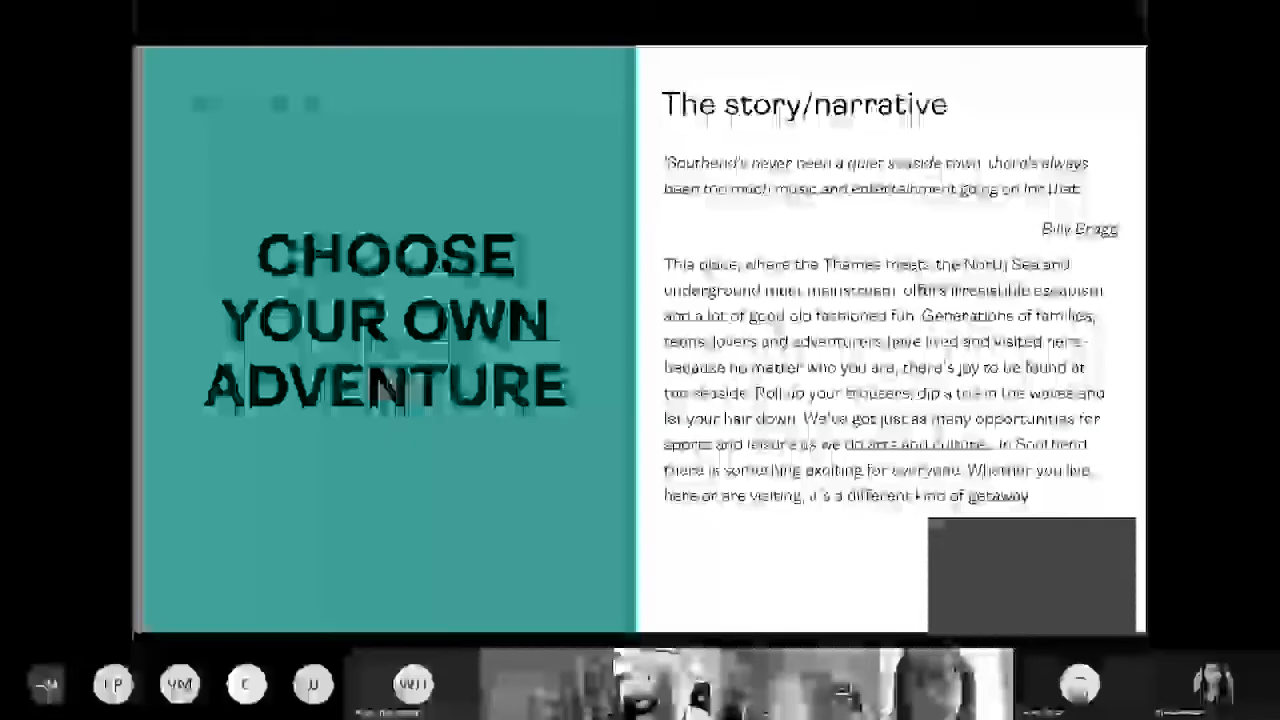 CHOOSE
YOUR OWN
ADVENTURE
The story/narrative
'Southend's never been a quiet seaside town, there's always
been too much music and entertainment going on for that.'
Billy Bragg
This place, where the Thames meets the North Sea and
underground meets mainstream, offers irresistible escapism
and a lot of good old fashioned fun. Generations of families,
teens, lovers and adventurers have lived and visited here -
because no matter who you are, there's joy to be found at
the seaside. Roll up your trousers, dip a toe in the waves and
let your hair down. We've got just as many opportunities for
sports and leisure as we do arts and culture. In Southend
there is something exciting for everyone. Whether you live
here or are visiting, it's a different kind of getaway
VM